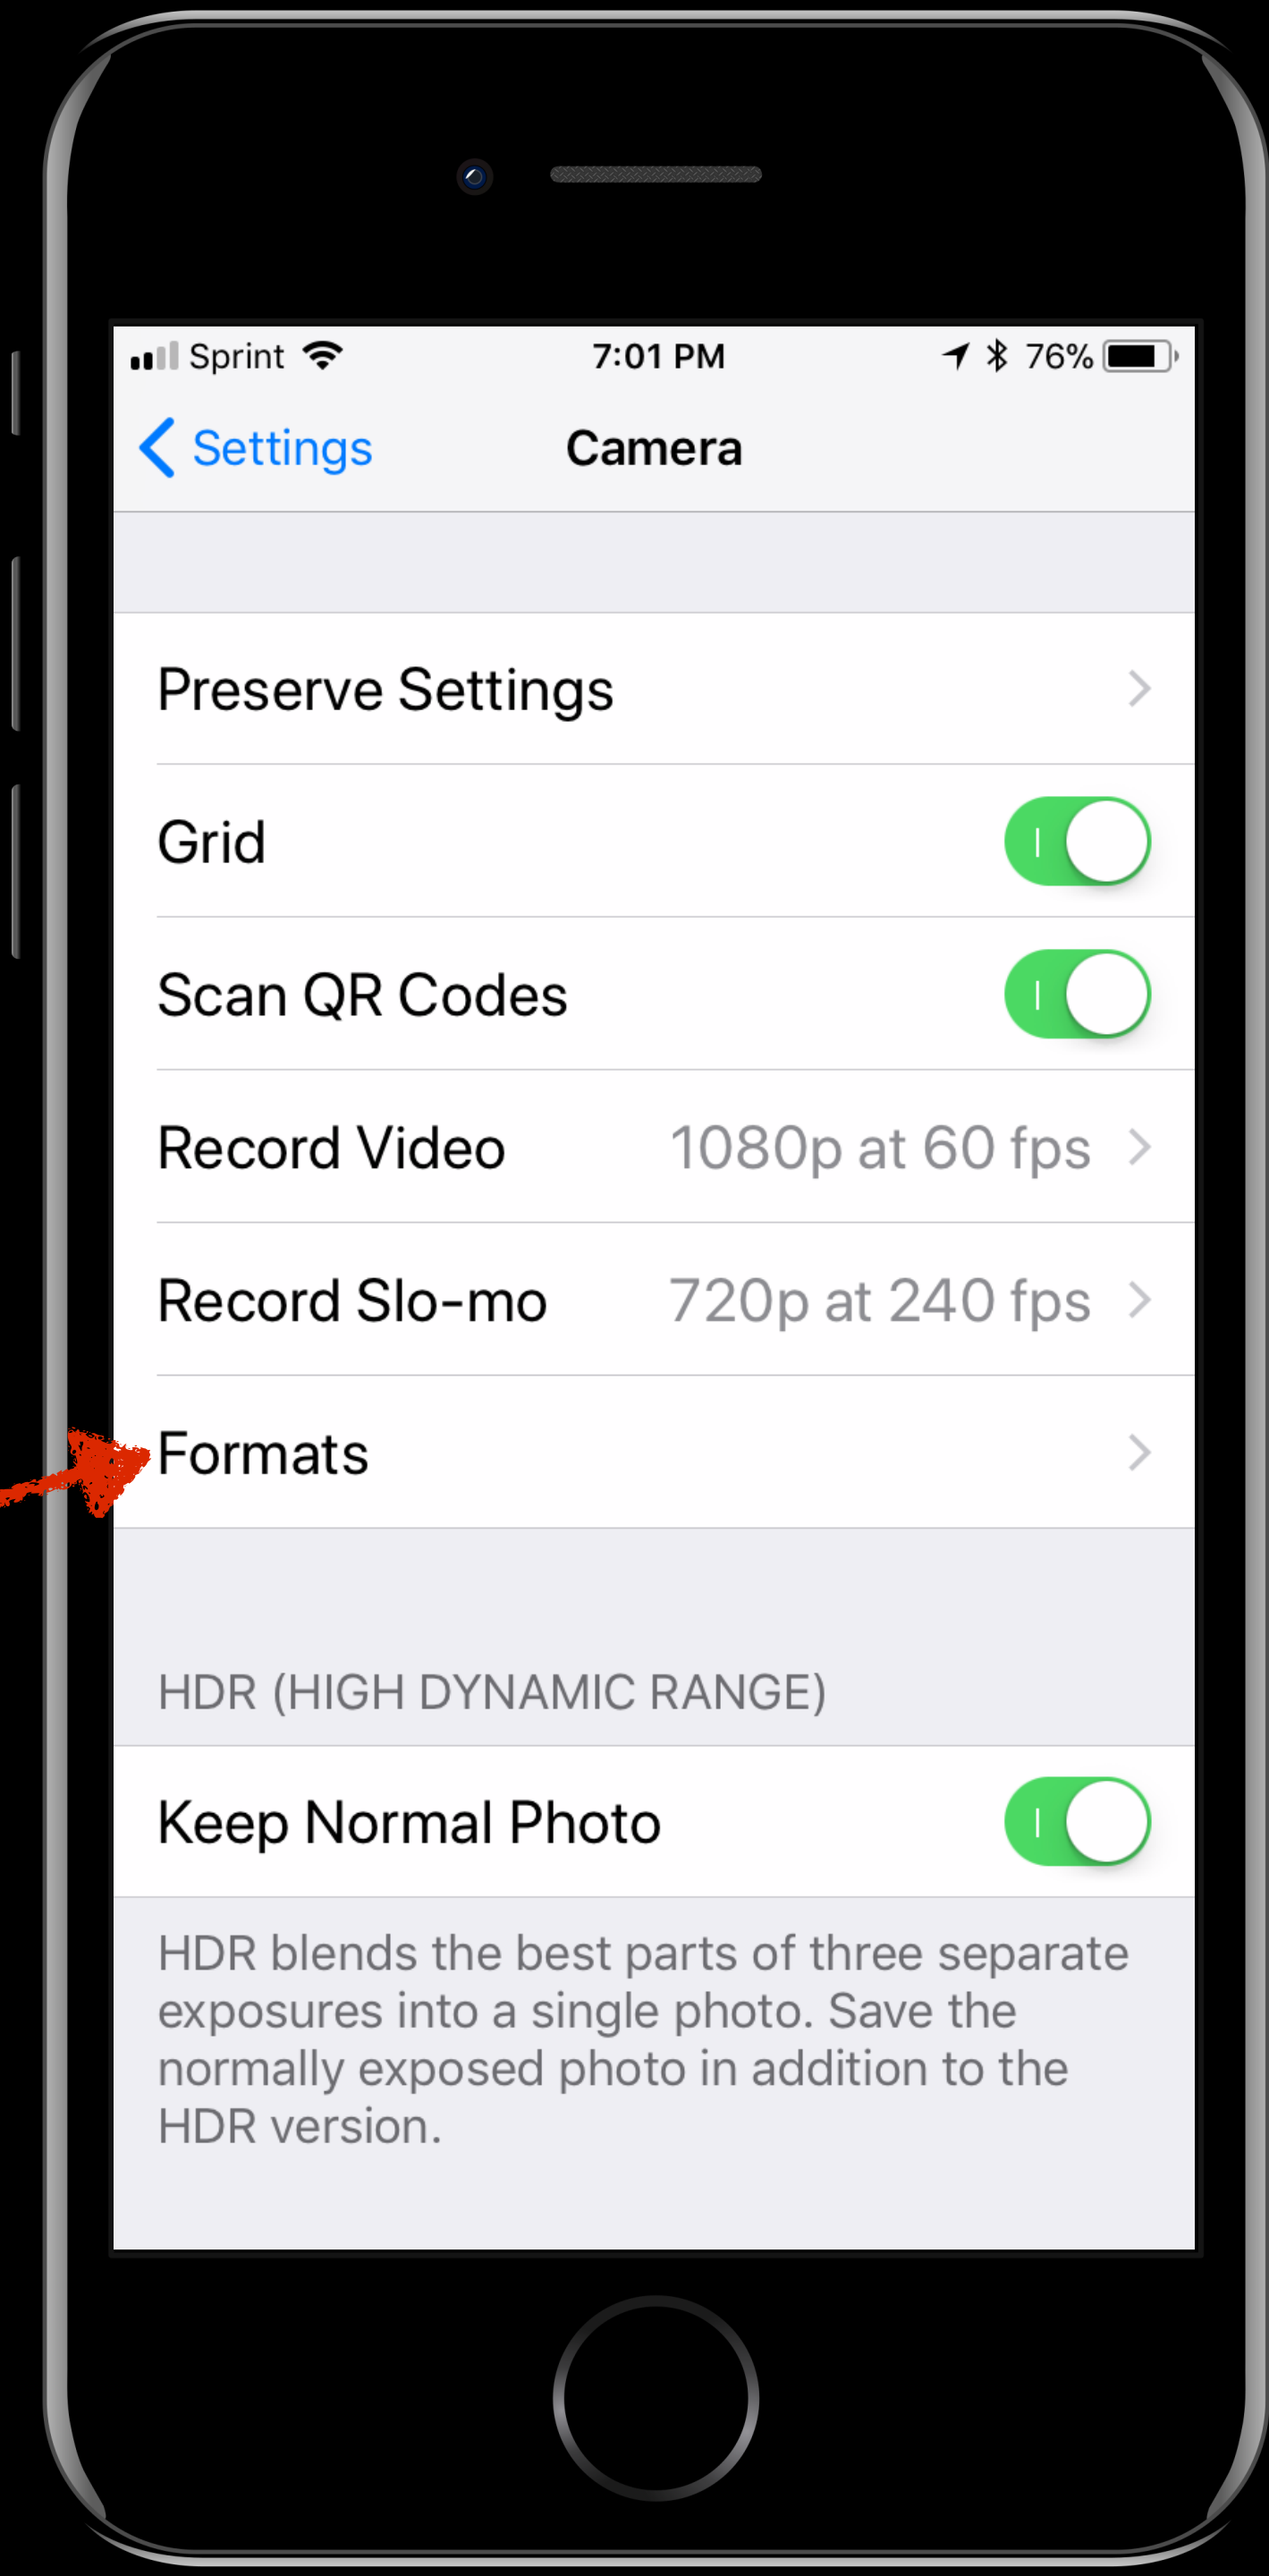 Sprint 7:01 PM 76%
Settings Camera
Preserve Settings
Grid
Scan QR Codes
Record Video 1080p at 60 fps
Record Slo-mo 720p at 240 fps
Formats
HDR (HIGH DYNAMIC RANGE)
Keep Normal Photo
HDR blends the best parts of three separate
exposures into a single photo. Save the
normally exposed photo in addition to the
HDR version.